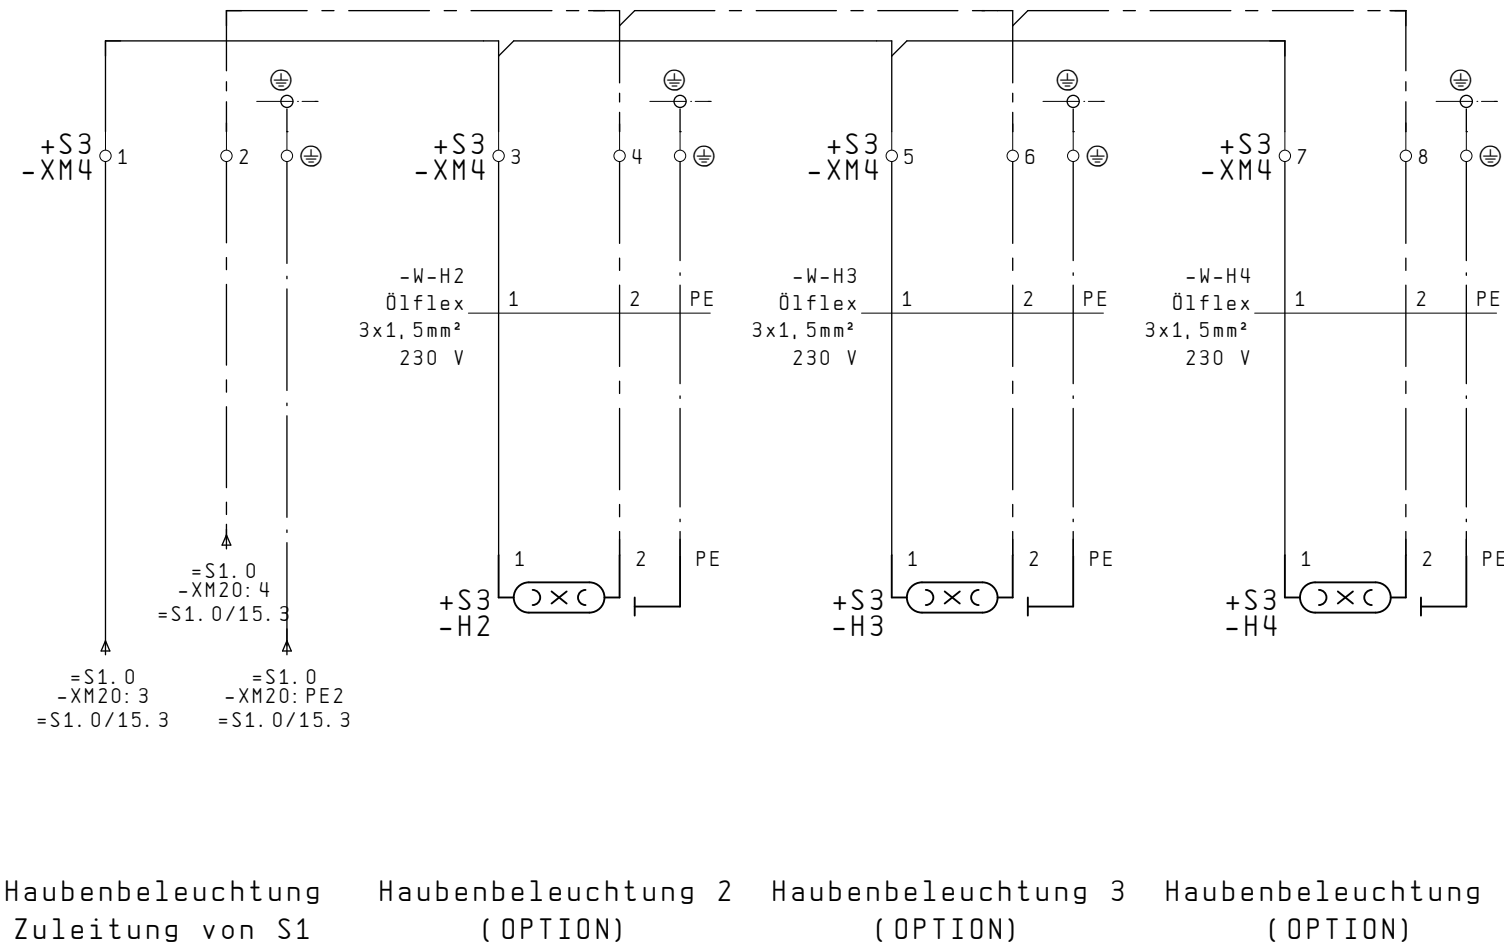 +S3
-XM4
1
2
+S3
-XM4
3
4
+S3
-XM4
5
6
+S3
-XM4
7
8
-W-H2
Ölflex
3x1,5mm²
230 V
1
2
PE
-W-H3
Ölflex
3x1,5mm²
230 V
1
2
PE
-W-H4
Ölflex
3x1,5mm²
230 V
1
2
PE
=S1.0
-XM20:4
=S1.0/15.3
=S1.0
-XM20:3
=S1.0/15.3
=S1.0
-XM20:PE2
=S1.0/15.3
1
2
PE
+S3
-H2
1
2
PE
+S3
-H3
1
2
PE
+S3
-H4
Haubenbeleuchtung
Zuleitung von S1
Haubenbeleuchtung 2
(OPTION)
Haubenbeleuchtung 3
(OPTION)
Haubenbeleuchtung
(OPTION)